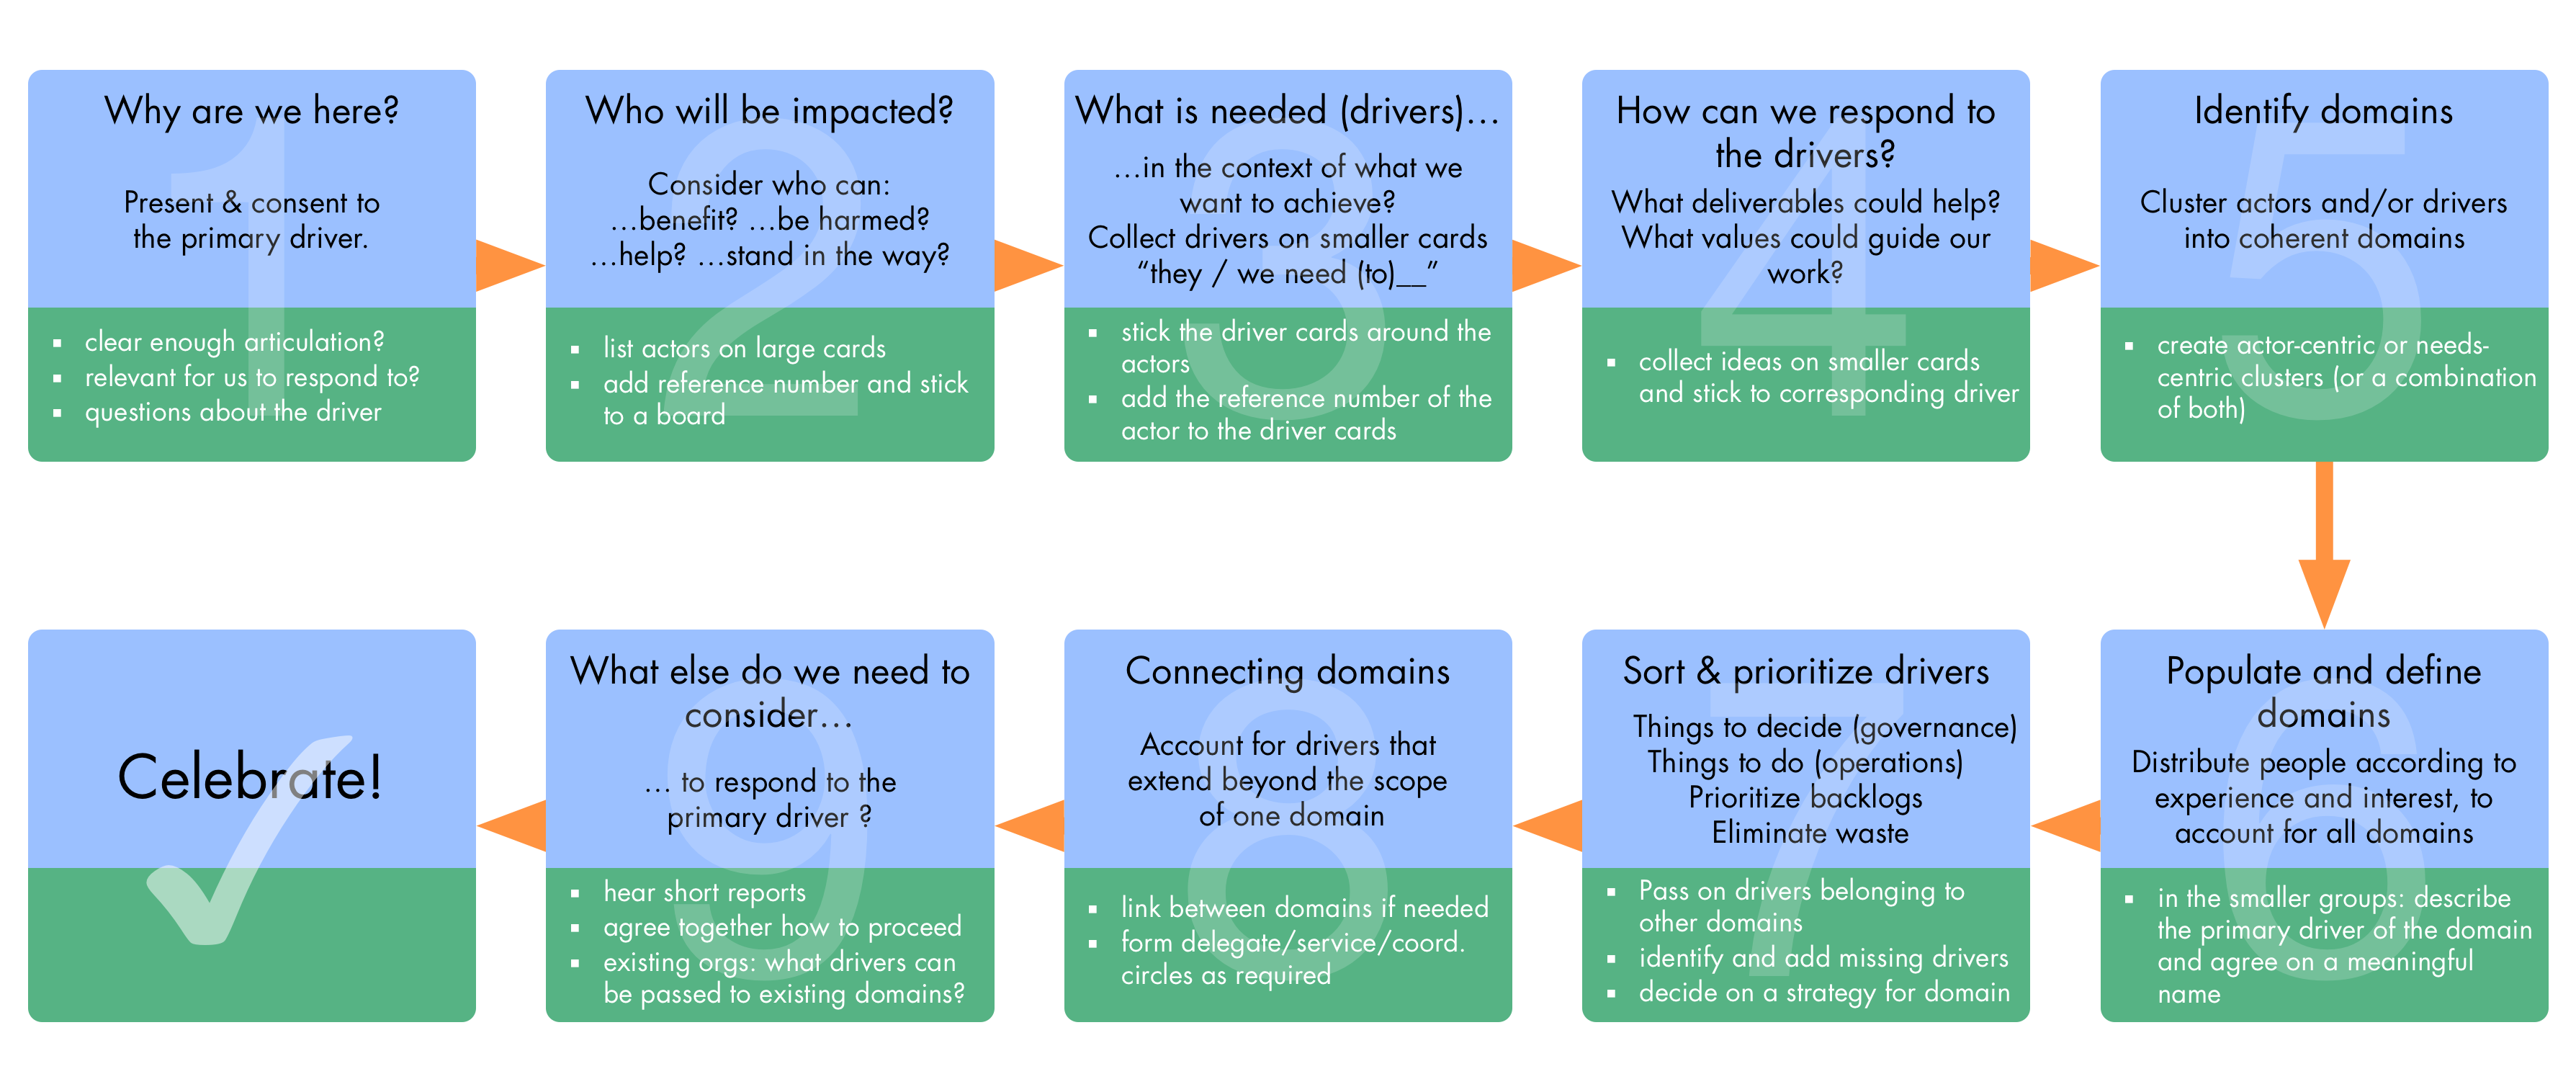 1
Why are we here?
Present & consent to
the primary driver.
▪ clear enough articulation?
▪ relevant for us to respond to?
▪ questions about the driver
2
Who will be impacted?
Consider who can:
…benefit? …be harmed?
…help? …stand in the way?
▪ list actors on large cards
▪ add reference number and stick
to a board
3
What is needed (drivers)…
…in the context of what we
want to achieve?
Collect drivers on smaller cards
“they / we need (to)__”
▪ stick the driver cards around the
actors
▪ add the reference number of the
actor to the driver cards
4
How can we respond to
the drivers?
What deliverables could help?
What values could guide our
work?
▪ collect ideas on smaller cards
and stick to corresponding driver
5
Identify domains
Cluster actors and/or drivers
into coherent domains
▪ create actor-centric or needs-
centric clusters (or a combination
of both)
6
Populate and define
domains
Distribute people according to
experience and interest, to
account for all domains
▪ in the smaller groups: describe
the primary driver of the domain
and agree on a meaningful
name
7
Sort & prioritize drivers
Things to decide (governance)
Things to do (operations)
Prioritize backlogs
Eliminate waste
▪ Pass on drivers belonging to
other domains
▪ identify and add missing drivers
▪ decide on a strategy for domain
8
Connecting domains
Account for drivers that
extend beyond the scope
of one domain
▪ link between domains if needed
▪ form delegate/service/coord.
circles as required
9
What else do we need to
consider…
… to respond to the
primary driver ?
▪ hear short reports
▪ agree together how to proceed
▪ existing orgs: what drivers can
be passed to existing domains?
Celebrate!